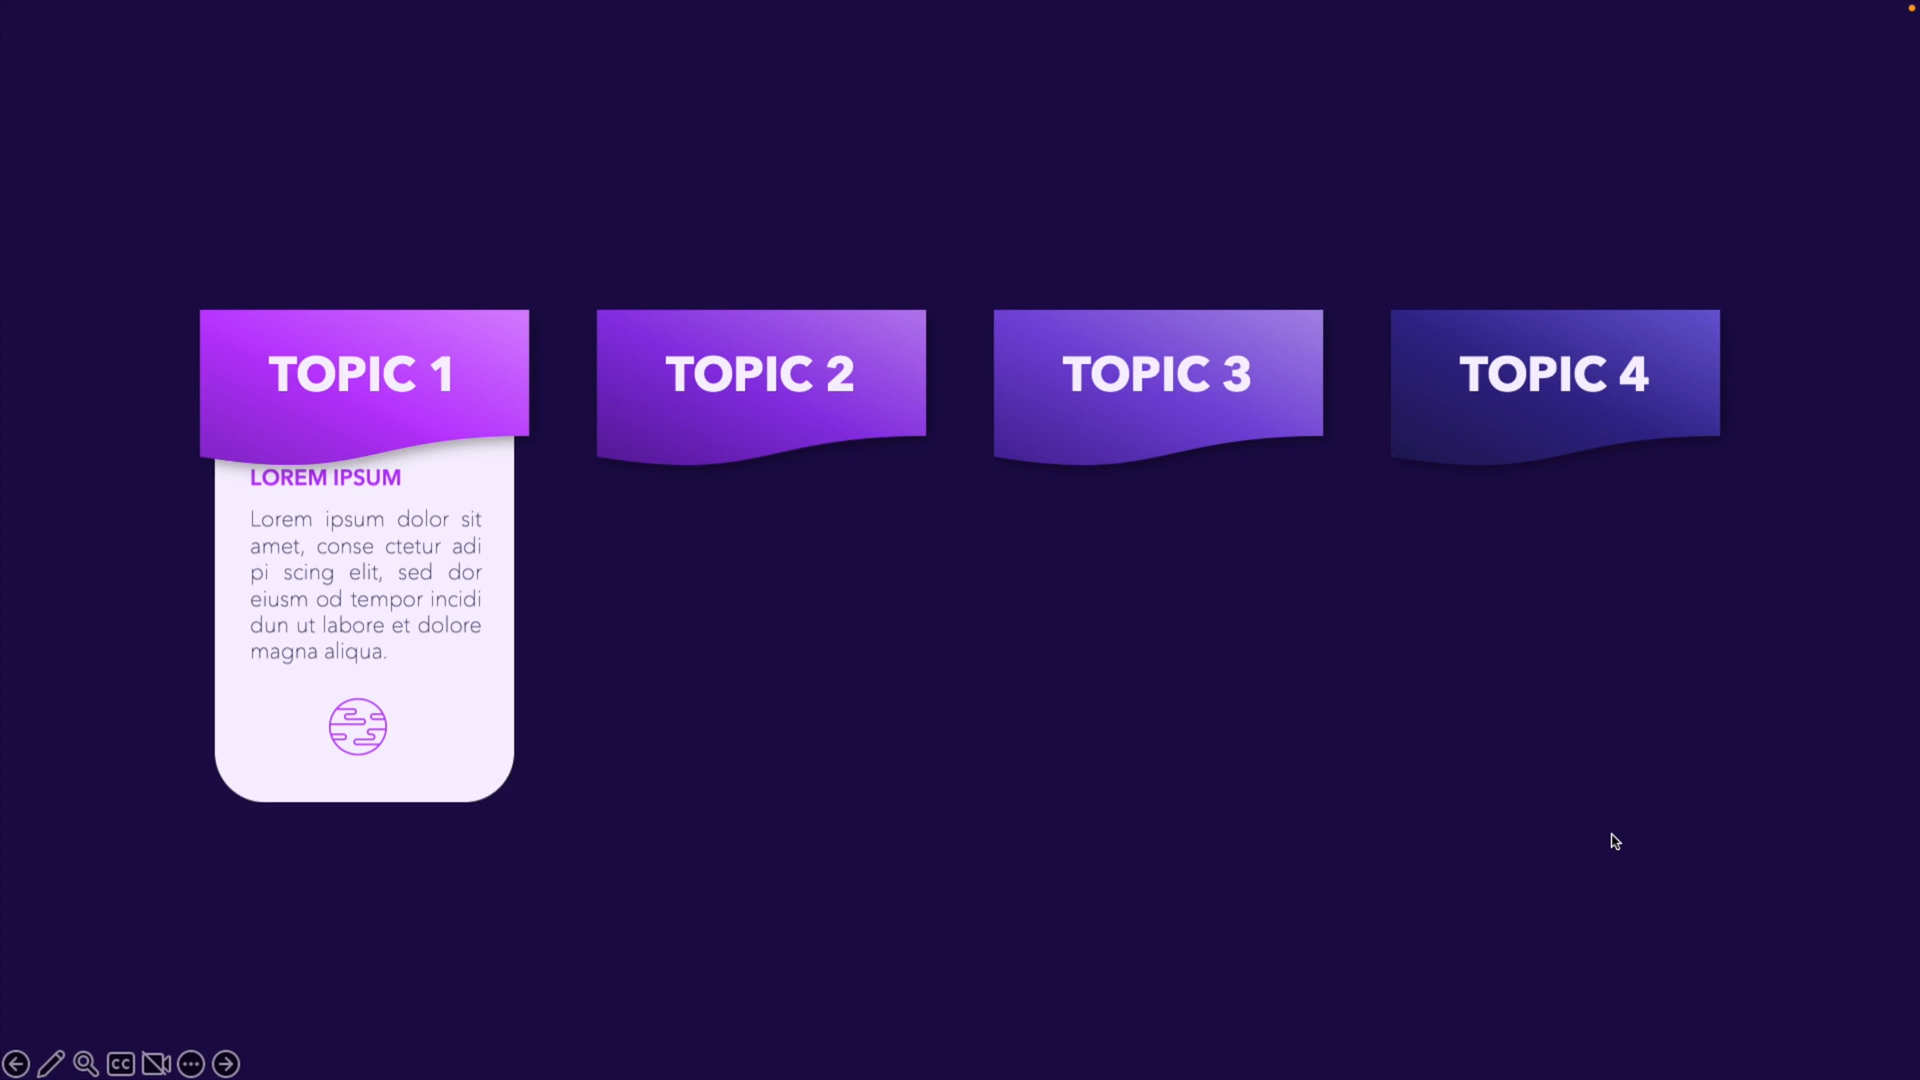 TOPIC 1
TOPIC 2
TOPIC 3
TOPIC 4
LOREM IPSUM
Lorem ipsum dolor sit
amet, conse ctetur adi
pi scing elit, sed dor
eiusm od tempor incidi
dun ut labore et dolore
magna aliqua.
CC